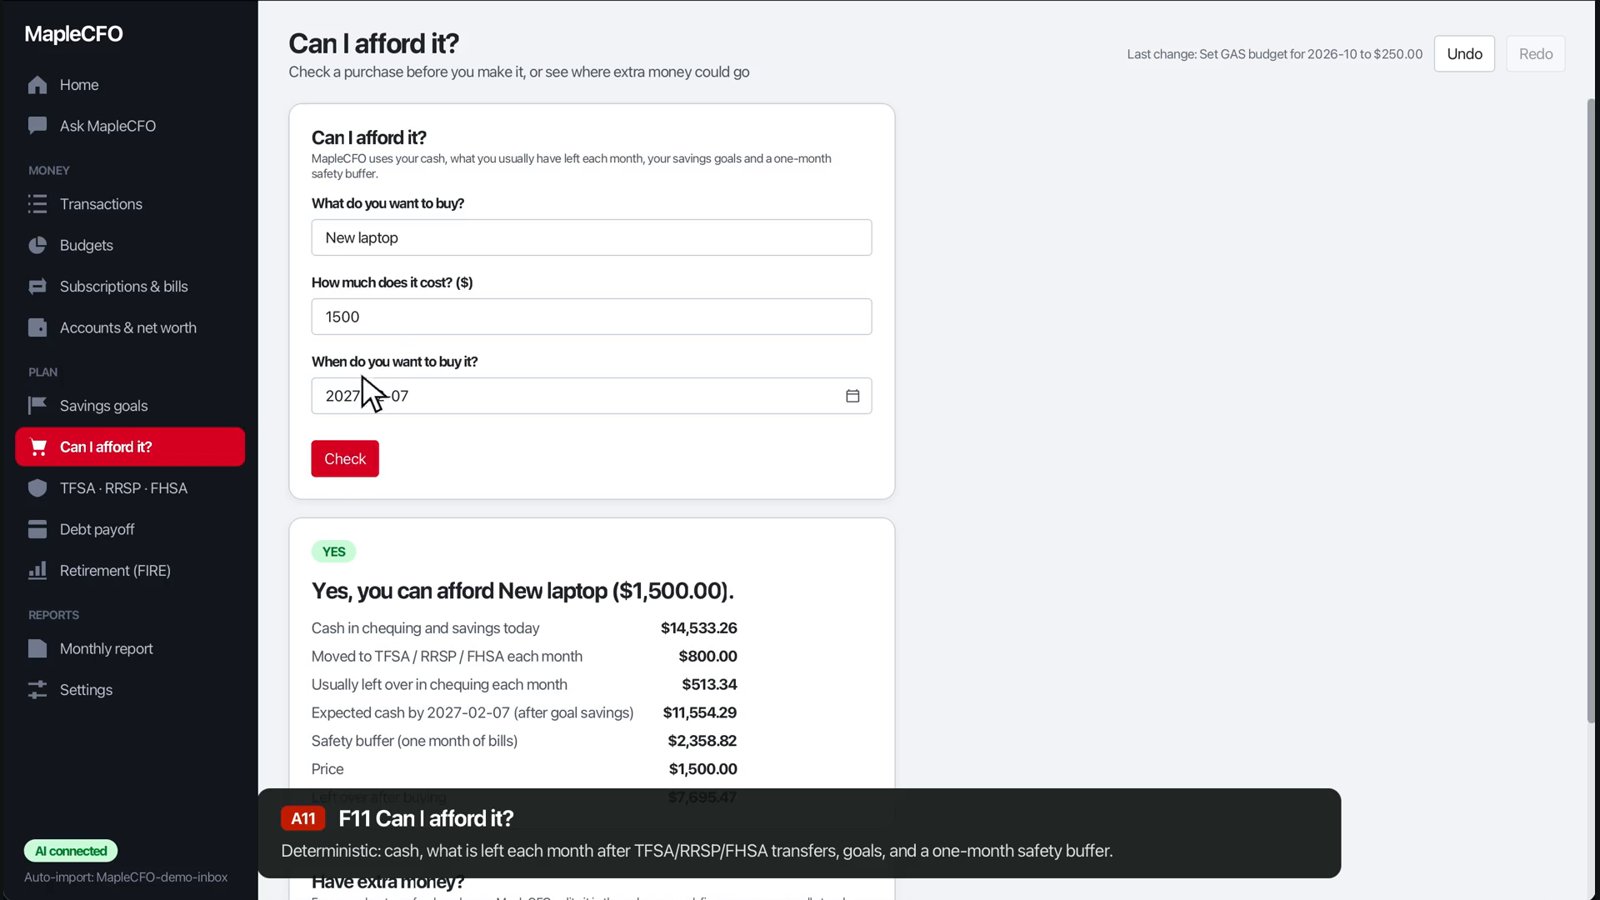 MapleCFO
Home
Ask MapleCFO
MONEY
Transactions
Budgets
Subscriptions & bills
Accounts & net worth
PLAN
Savings goals
Can I afford it?
TFSA · RRSP · FHSA
Debt payoff
Retirement (FIRE)
REPORTS
Monthly report
Settings
AI connected
Auto-import: MapleCFO-demo-inbox
Can I afford it?
Check a purchase before you make it, or see where extra money could go
Last change: Set GAS budget for 2026-10 to $250.00
Undo
Redo
Can I afford it?
MapleCFO uses your cash, what you usually have left each month, your savings goals and a one-month
safety buffer.
What do you want to buy?
New laptop
How much does it cost? ($)
1500
When do you want to buy it?
2027 -07
Check
YES
Yes, you can afford New laptop ($1,500.00).
Cash in chequing and savings today $14,533.26
Moved to TFSA / RRSP / FHSA each month $800.00
Usually left over in chequing each month $513.34
Expected cash by 2027-02-07 (after goal savings) $11,554.29
Safety buffer (one month of bills) $2,358.82
Price $1,500.00
Left over after buying $7,695.47
A11 F11 Can I afford it?
Deterministic: cash, what is left each month after TFSA/RRSP/FHSA transfers, goals, and a one-month safety buffer.
Have extra money?